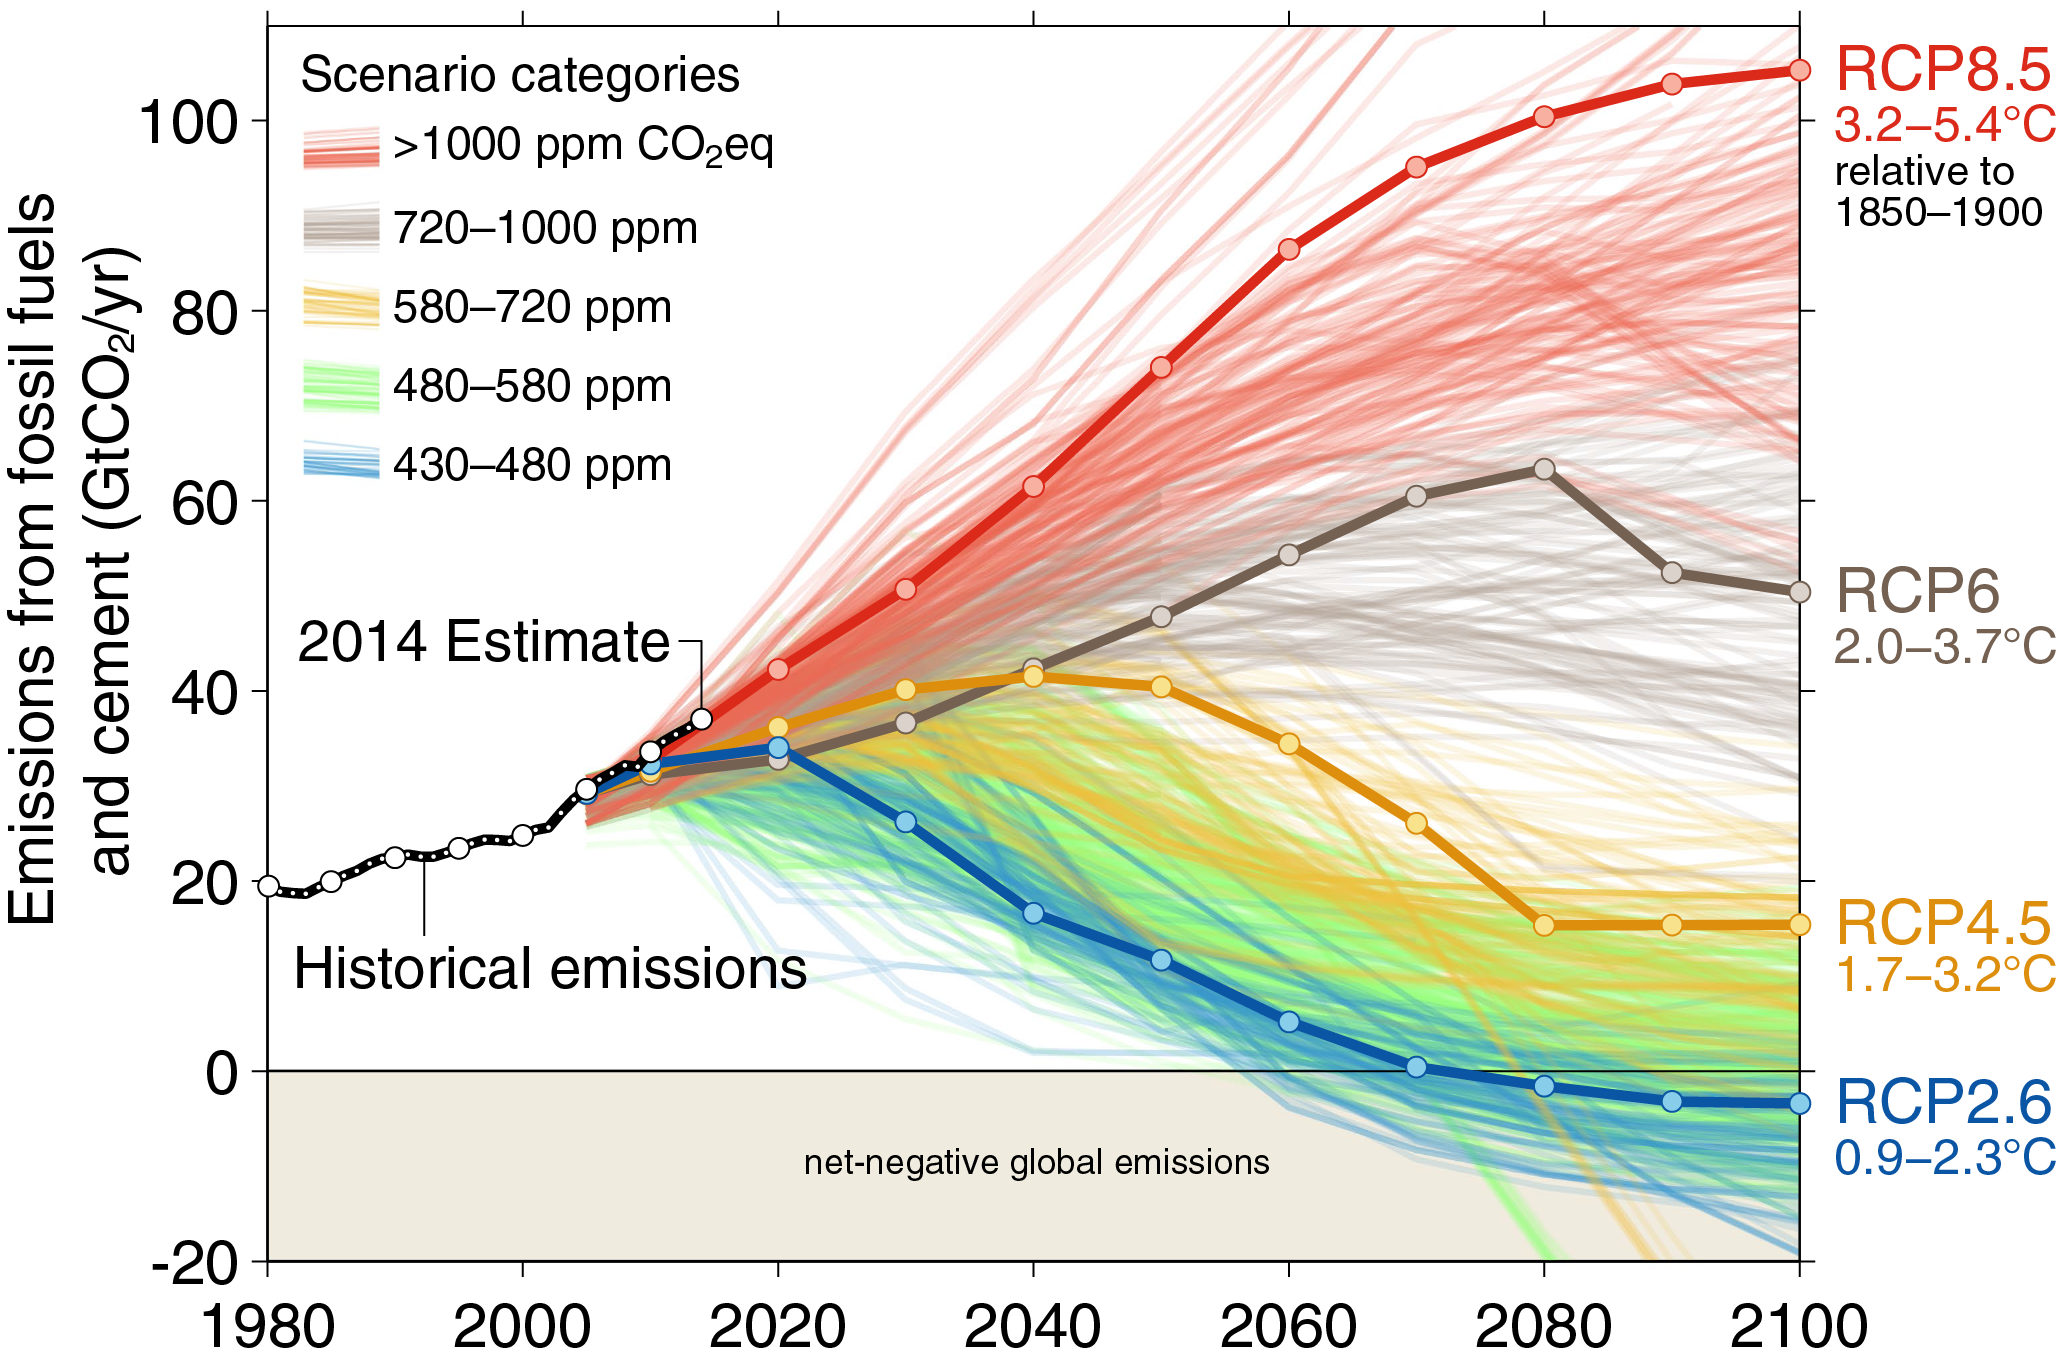 Emissions from fossil fuels
and cement (GtCO₂/yr)
100
80
60
40
20
0
-20
Scenario categories
>1000 ppm CO₂eq
720–1000 ppm
580–720 ppm
480–580 ppm
430–480 ppm
2014 Estimate
Historical emissions
net-negative global emissions
RCP8.5
3.2–5.4°C
relative to
1850–1900
RCP6
2.0–3.7°C
RCP4.5
1.7–3.2°C
RCP2.6
0.9–2.3°C
1980 2000 2020 2040 2060 2080 2100